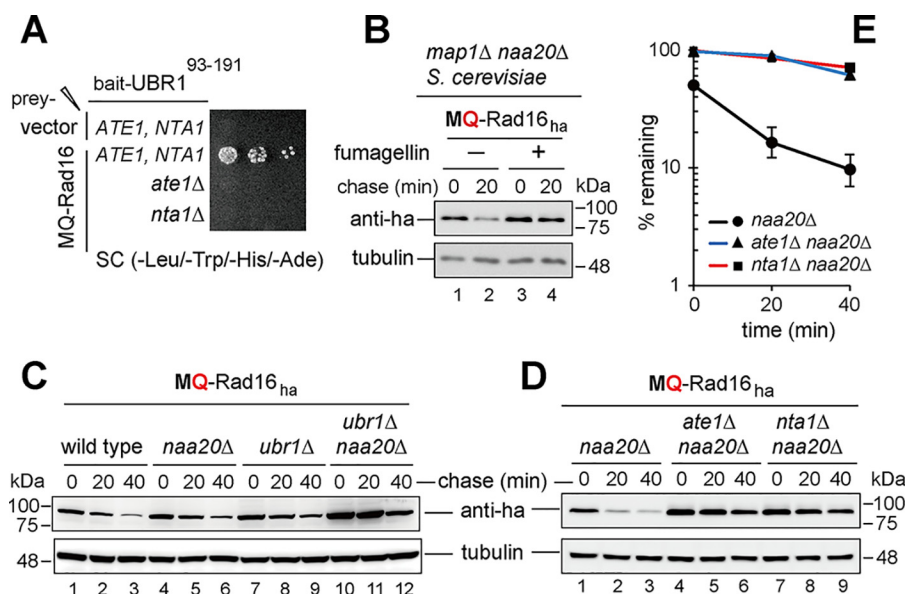 A
bait-UBR1 93-191
prey-
vector ATE1, NTA1
MQ-Rad16 ATE1, NTA1
ate1Δ
nta1Δ
SC (-Leu/-Trp/-His/-Ade)
B
map1Δ naa20Δ
S. cerevisiae
MQ-Rad16ha
fumagellin – +
chase (min) 0 20 0 20 kDa
anti-ha 100
75
tubulin 48
1 2 3 4
E
100
10
1
% remaining
naa20Δ
ate1Δ naa20Δ
nta1Δ naa20Δ
0 20 40
time (min)
C
MQ-Rad16ha
wild type naa20Δ ubr1Δ ubr1Δ naa20Δ
kDa 0 20 40 0 20 40 0 20 40 0 20 40 chase (min)
100
75 anti-ha
48 tubulin
1 2 3 4 5 6 7 8 9 10 11 12
D
MQ-Rad16ha
naa20Δ ate1Δ naa20Δ nta1Δ naa20Δ
0 20 40 0 20 40 0 20 40 kDa
100
75
48
1 2 3 4 5 6 7 8 9